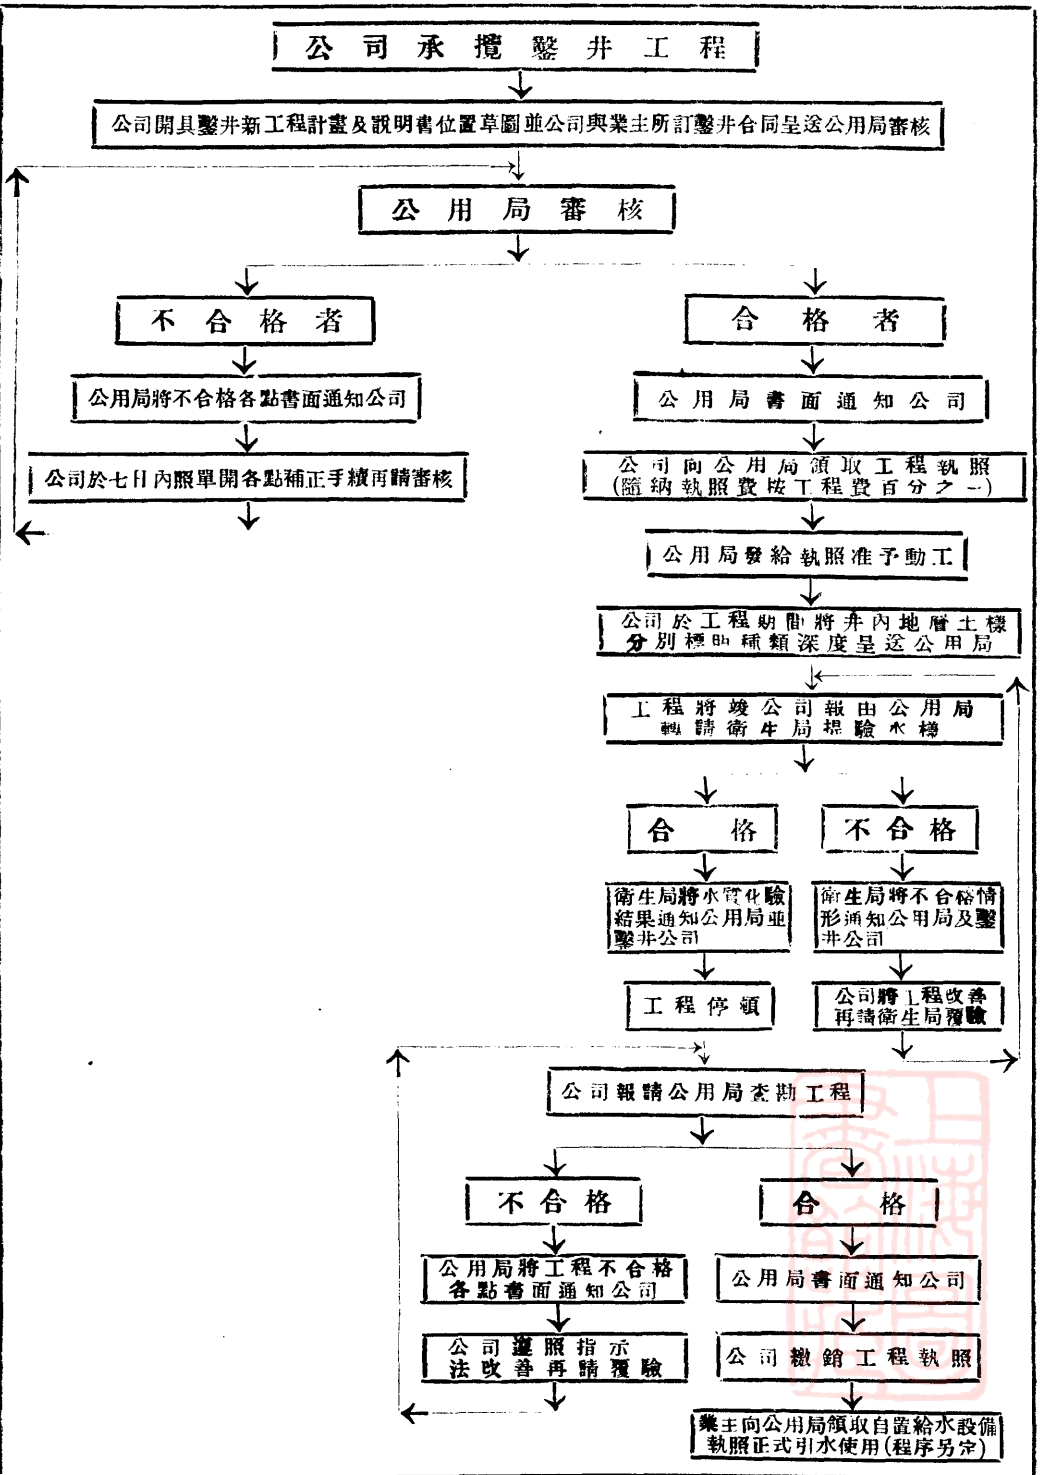 公司承攬鑿井工程
公司開具鑿井新工程計畫及說明書位置草圖並公司與業主所訂鑿井合同呈送公用局審核
公用局審核
不合格者
合格者
公用局將不合格各點書面通知公司
公用局書面通知公司
公司於七日內照單開各點補正手續再請審核
公司向公用局領取工程執照
(隨納執照費按工程費百分之一)
公用局發給執照准予動工
公司於工程期間將井內地層土樣
分別標明種類深度呈送公用局
工程將竣公司報由公用局
轉請衛生局提驗水樣
合格
不合格
衛生局將水質化驗
結果通知公用局並
鑿井公司
衛生局將不合格情
形通知公用局及鑿
井公司
工程停頓
公司將工程改善
再請衛生局覆驗
公司報請公用局查勘工程
不合格
合格
公用局將工程不合格
各點書面通知公司
公用局書面通知公司
公司遵照指示
法改善再請覆驗
公司繳銷工程執照
業主向公用局領取自置給水設備
執照正式引水使用(程序另定)